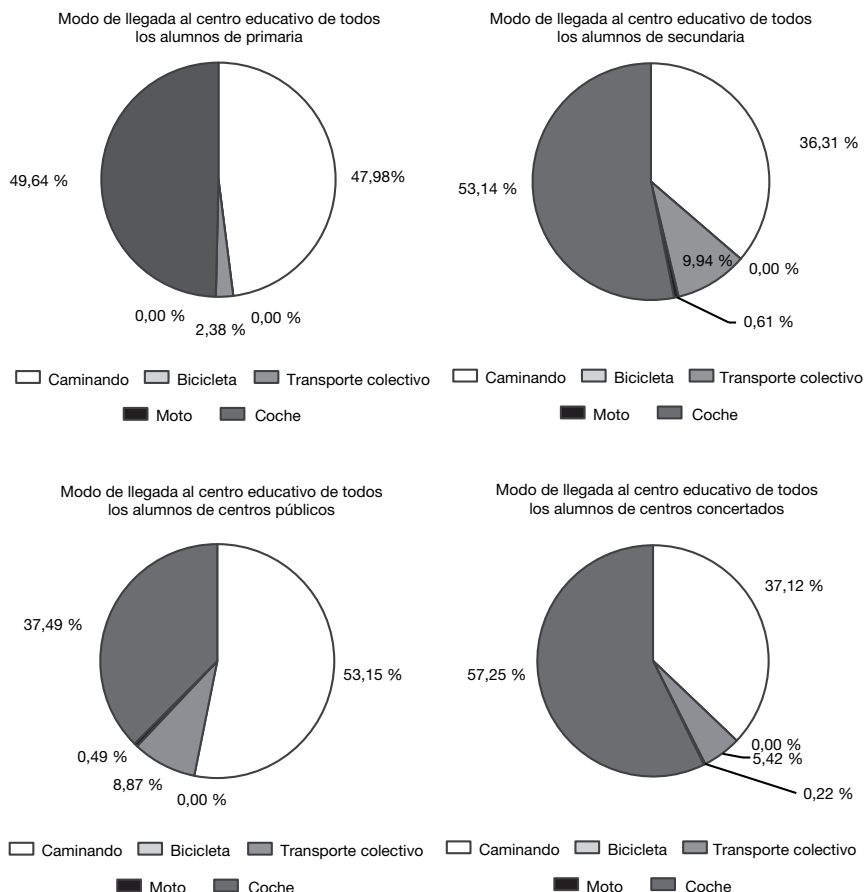 Modo de llegada al centro educativo de todos
los alumnos de primaria
49,64 %
47,98%
0,00 %
2,38 %
0,00 %
Caminando Bicicleta Transporte colectivo
Moto Coche
Modo de llegada al centro educativo de todos
los alumnos de secundaria
36,31 %
53,14 %
9,94 %
0,00 %
0,61 %
Caminando Bicicleta Transporte colectivo
Moto Coche
Modo de llegada al centro educativo de todos
los alumnos de centros públicos
37,49 %
53,15 %
0,49 %
8,87 %
0,00 %
Caminando Bicicleta Transporte colectivo
Moto Coche
Modo de llegada al centro educativo de todos
los alumnos de centros concertados
37,12 %
57,25 %
0,00 %
5,42 %
0,22 %
Caminando Bicicleta Transporte colectivo
Moto Coche